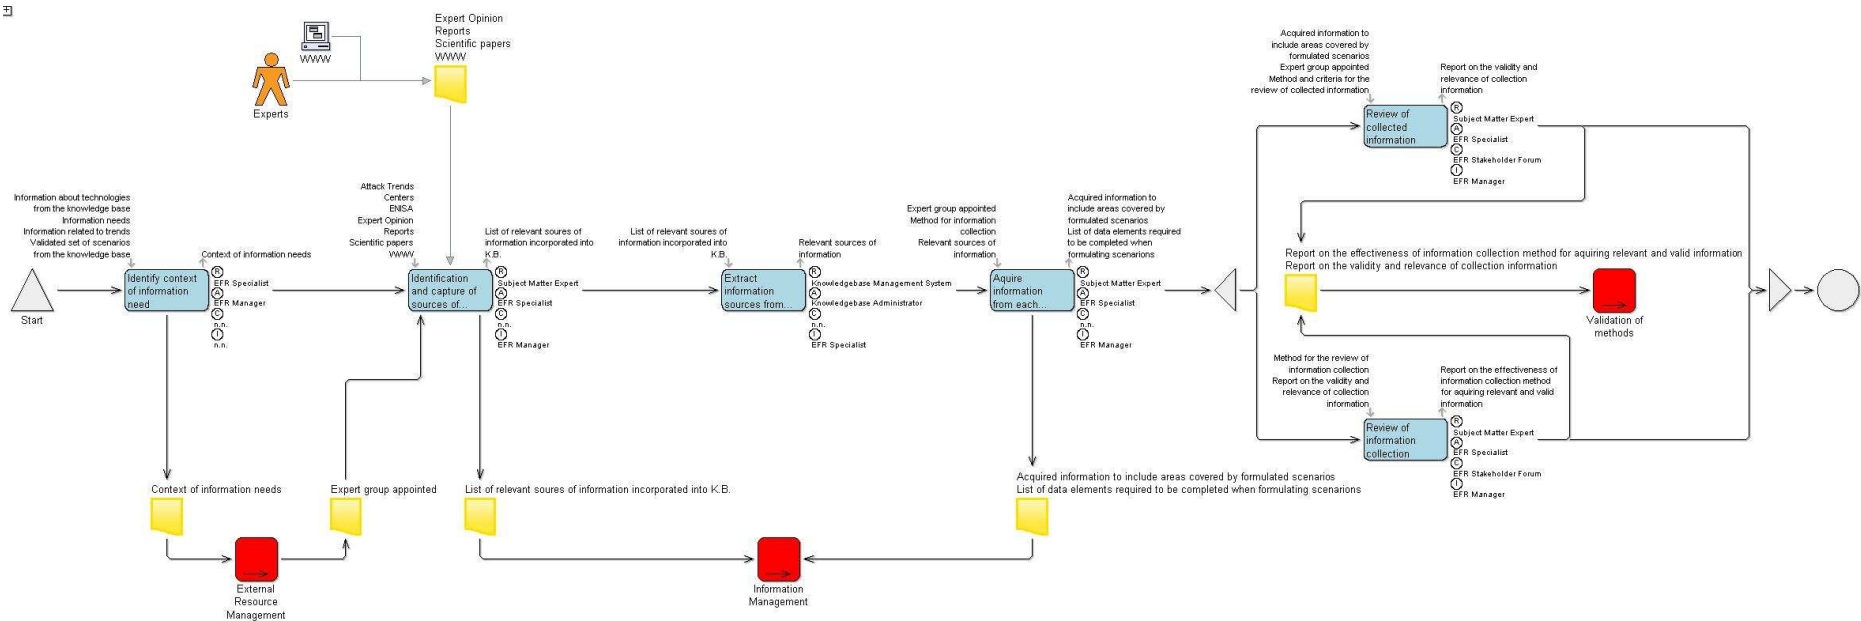 Expert Opinion
Reports
Scientific papers
WWW
WWW
Experts
Information about technologies
from the knowledge base
Information needs
Information related to trends
Validated set of scenarios
from the knowledge base
Context of information needs
Start
Identify context
of information
need
R
EFR Specialist
A
EFR Manager
C
n.n.
I
n.n.
Attack Trends
Centers
ENISA
Expert Opinion
Reports
Scientific papers
WWW
List of relevant soures of
information incorporated into
K.B.
Identification
and capture of
sources of...
R
Subject Matter Expert
A
EFR Specialist
C
n.n.
I
EFR Manager
List of relevant soures of
information incorporated into
K.B.
Relevant sources of
information
Extract
information
sources from...
R
Knowledgebase Management System
A
Knowledgebase Administrator
C
n.n.
I
EFR Specialist
Expert group appointed
Method for information
collection
Relevant sources of
information
Acquired information to
include areas covered by
formulated scenarios
List of data elements required
to be completed when
formulating scenarions
Aquire
information
from each...
R
Subject Matter Expert
A
EFR Specialist
C
n.n.
I
EFR Manager
Acquired information to
include areas covered by
formulated scenarios
Expert group appointed
Method and criteria for the
review of collected information
Report on the validity and
relevance of collection
information
Review of
collected
information
R
Subject Matter Expert
A
EFR Specialist
C
EFR Stakeholder Forum
I
EFR Manager
Report on the effectiveness of information collection method for aquiring relevant and valid information
Report on the validity and relevance of collection information
Validation of
methods
Method for the review of
information collection
Report on the validity and
relevance of collection
information
Report on the effectiveness of
information collection method
for aquiring relevant and valid
information
Review of
information
collection
R
Subject Matter Expert
A
EFR Specialist
C
EFR Stakeholder Forum
I
EFR Manager
Context of information needs
Expert group appointed
List of relevant soures of information incorporated into K.B.
Acquired information to include areas covered by formulated scenarios
List of data elements required to be completed when formulating scenarions
External
Resource
Management
Information
Management